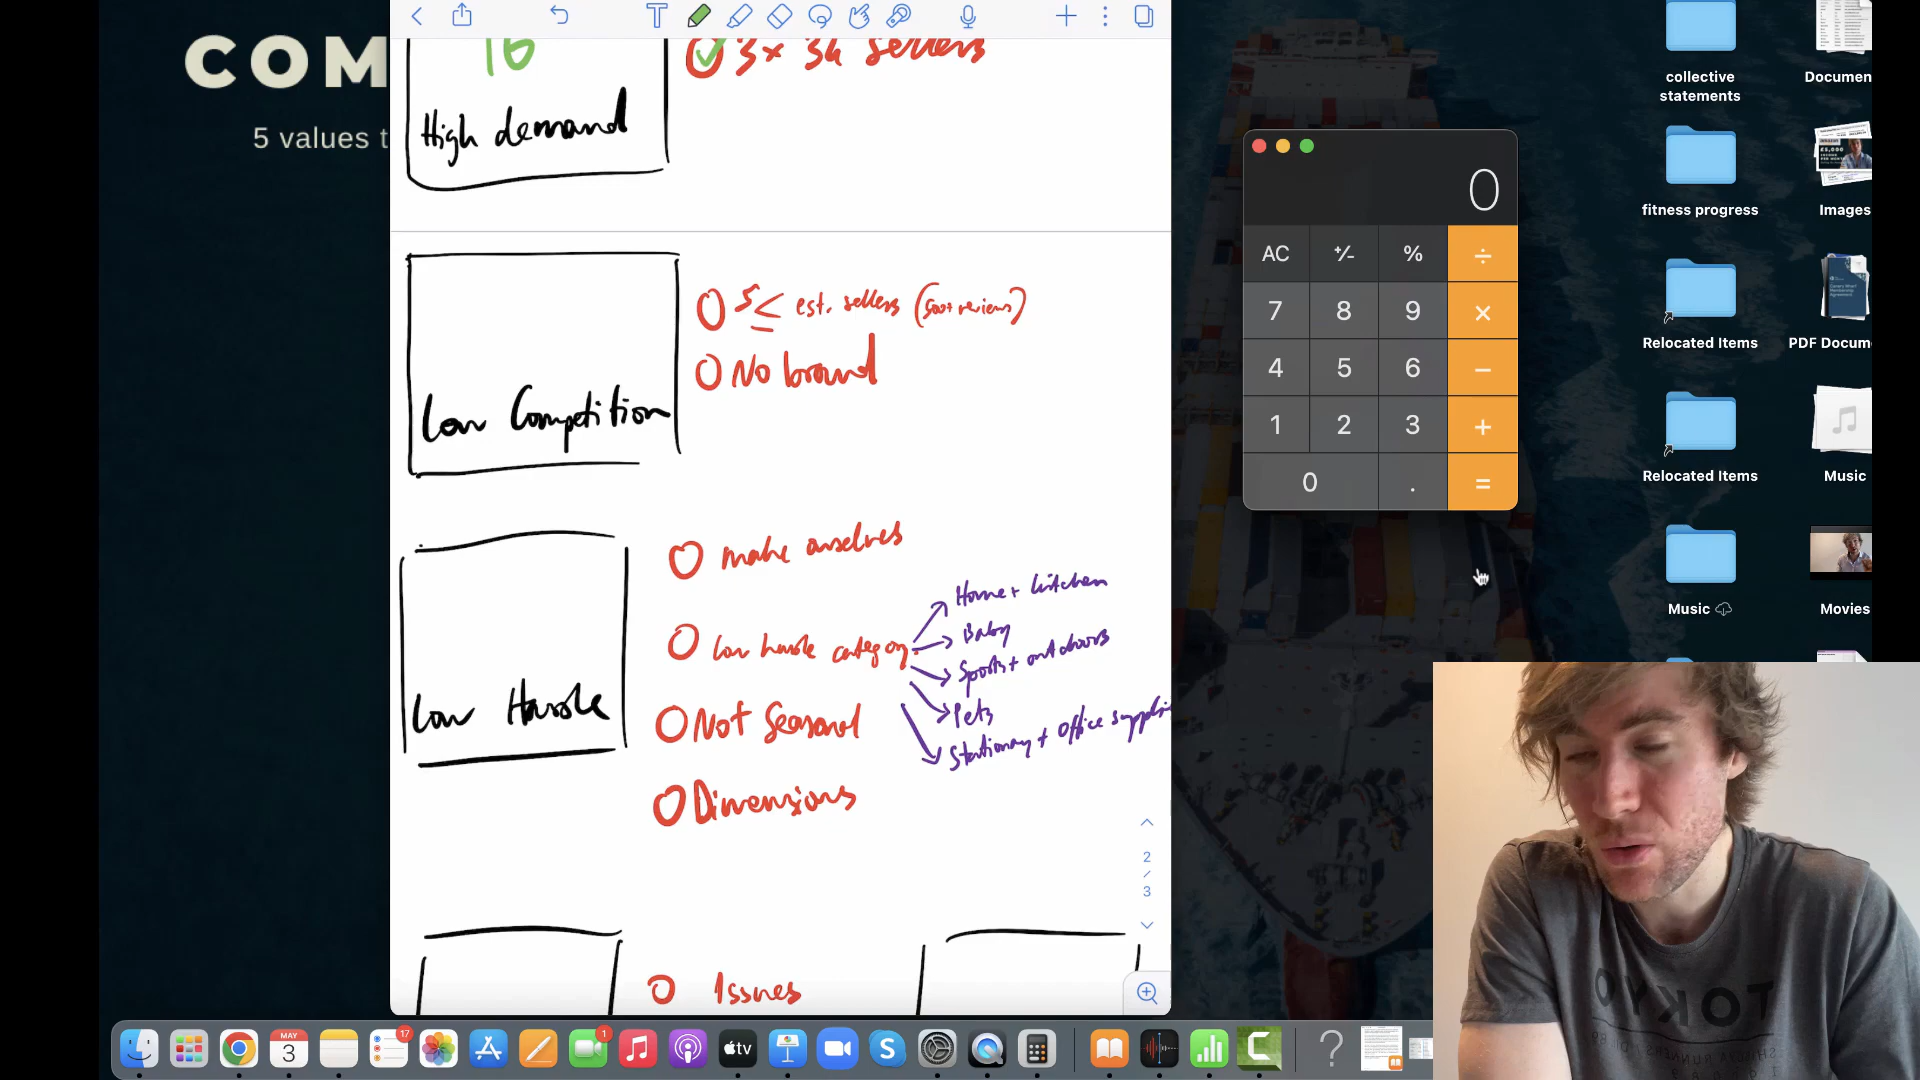 COM
5 values t
16
3x 3k sellers
High demand
5 ≤ est. sellers (500+ reviews)
No brand
Low Competition
make ourselves
Home + kitchen
Baby
low hassle category
Sports + outdoors
Pets
Not Seasonal
Stationary + office supplie
Low Hassle
Dimensions
Issues
2
/
3
0
AC +/- % ÷
7 8 9 ×
4 5 6 −
1 2 3 +
0 . =
collective
statements
Documen
fitness progress
Images
Relocated Items
PDF Docume
Relocated Items
Music
Music
Movies
MAY
3
17
1
tv
TOKYO